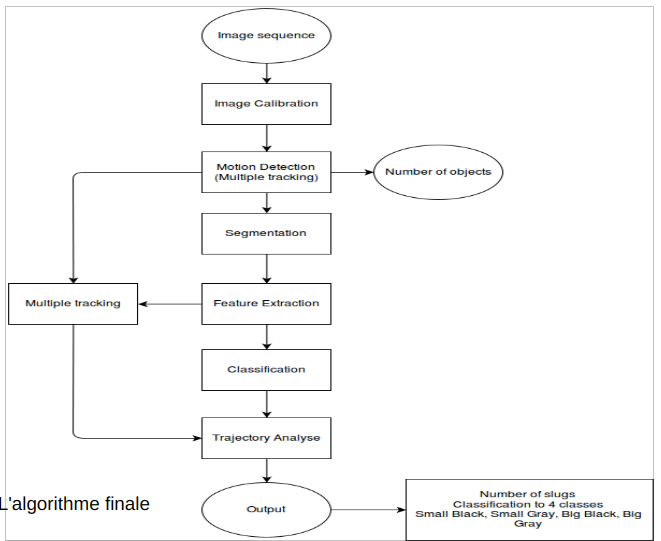 Image sequence
Image Calibration
Motion Detection
(Multiple tracking)
Number of objects
Segmentation
Multiple tracking
Feature Extraction
Classification
Trajectory Analyse
L'algorithme finale
Output
Number of slugs
Classification to 4 classes
Small Black, Small Gray, Big Black, Big
Gray